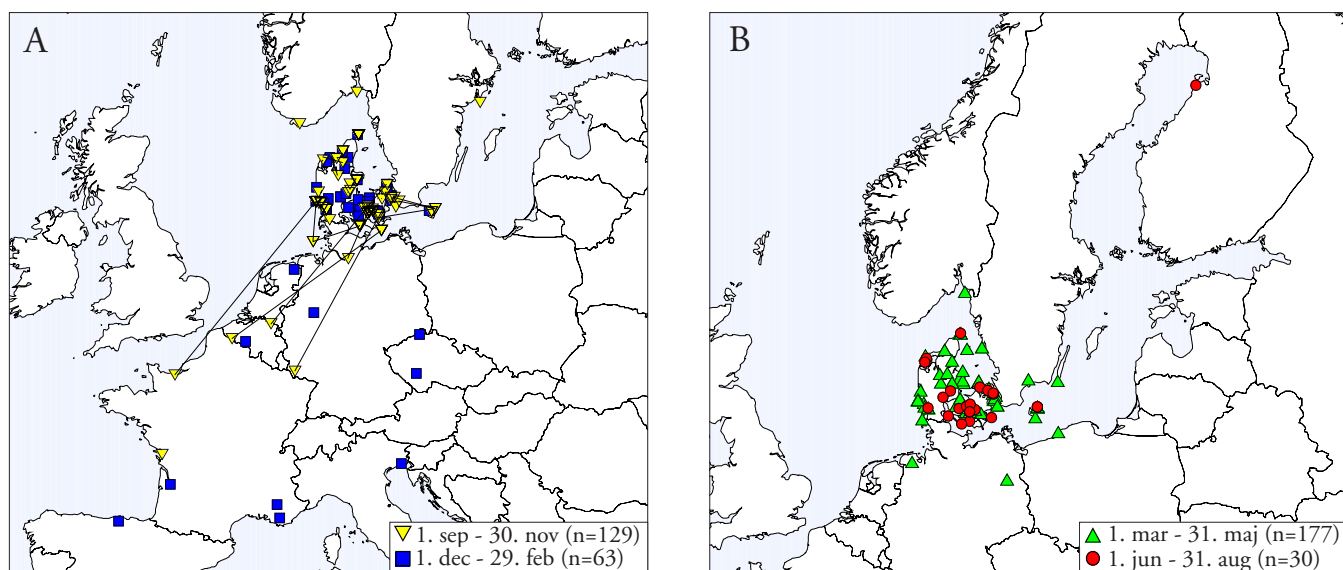 A
1. sep - 30. nov (n=129)
1. dec - 29. feb (n=63)
B
1. mar - 31. maj (n=177)
1. jun - 31. aug (n=30)